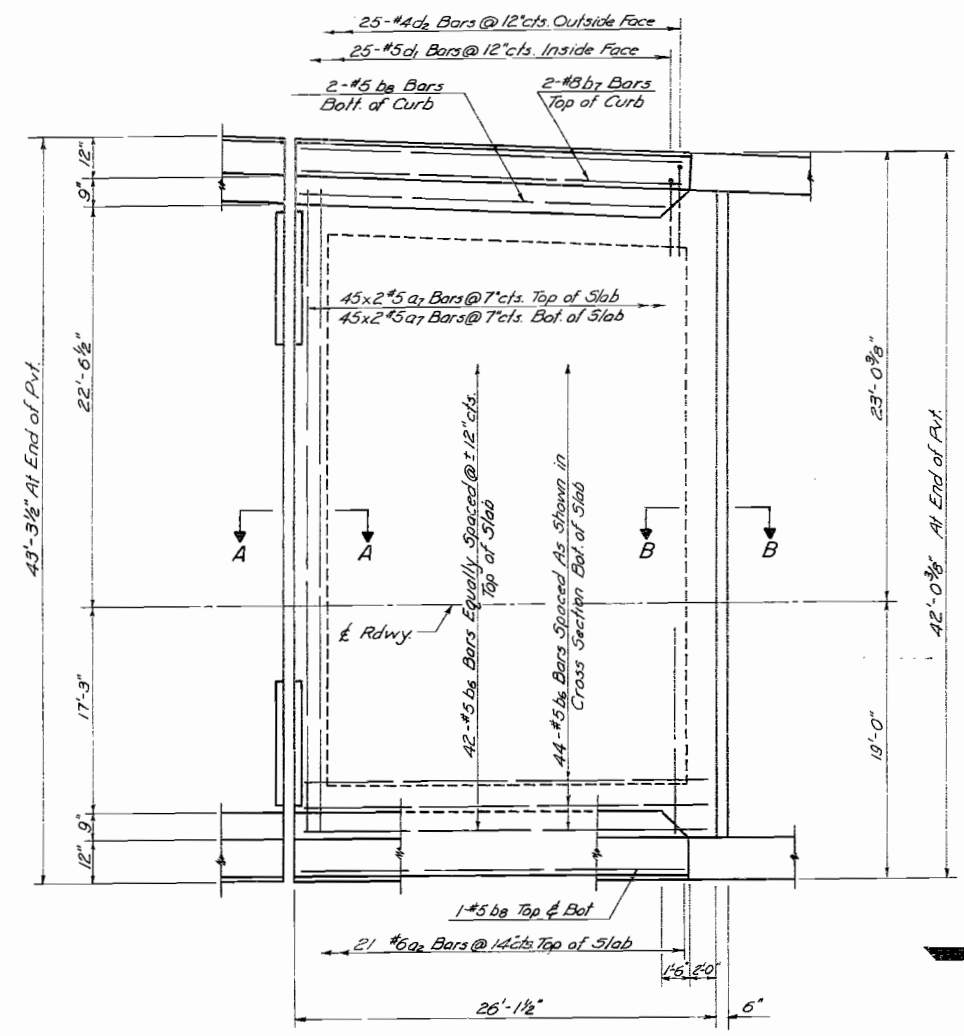 25-#4d₂ Bars @ 12"cts. Outside Face
25-#5d₁ Bars @ 12"cts. Inside Face
2-#5 b₈ Bars
Bott. of Curb
2-#8 b₇ Bars
Top of Curb
12"
9"
22'-6½"
43'-3½" At End of Pvt.
17'-3"
9"
12"
45x2 #5 a₇ Bars @ 7"cts. Top of Slab
45x2 #5 a₇ Bars @ 7"cts. Bot. of Slab
42-#5 b₆ Bars Equally Spaced @ ± 12"cts.
Top of Slab
44-#5 b₆ Bars Spaced As Shown in
Cross Section Bot. of Slab
A
A
B
B
℄ Rdwy.
23'-0⅜"
42'-0⅜" At End of Pvt.
19'-0"
1-#5 b₈ Top & Bot
21 #6 a₂ Bars @ 14"cts. Top of Slab
1'-6"
2'-0"
26'-1½"
6"